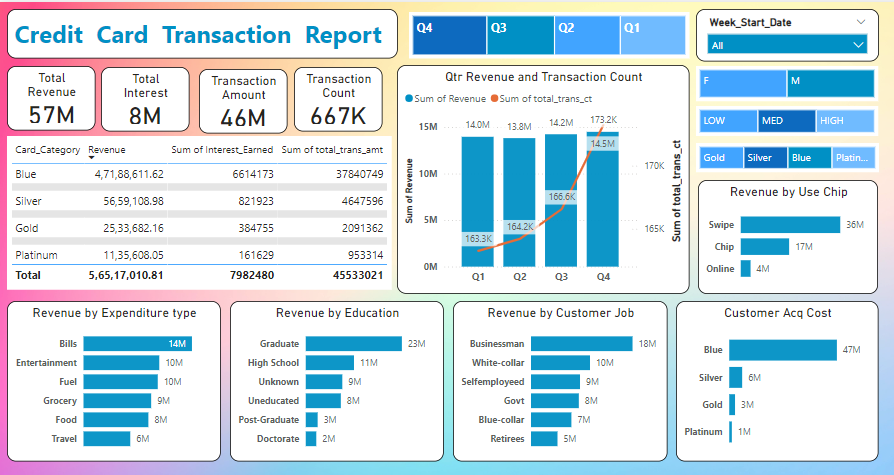 Credit Card Transaction Report
Q4 Q3 Q2 Q1
Week_Start_Date
All
Total Revenue
57M
Total Interest
8M
Transaction Amount
46M
Transaction Count
667K
F M
LOW MED HIGH
Gold Silver Blue Platin...
Card_Category Revenue Sum of Interest_Earned Sum of total_trans_amt
Blue 4,71,88,611.62 6614173 37840749
Silver 56,59,108.98 821923 4647596
Gold 25,33,682.16 384755 2091362
Platinum 11,35,608.05 161629 953314
Total 5,65,17,010.81 7982480 45533021
Qtr Revenue and Transaction Count
Sum of Revenue Sum of total_trans_ct
Sum of Revenue
15M
10M
5M
0M
14.0M 13.8M 14.2M 14.5M
163.3K 164.2K 166.6K 173.2K
Q1 Q2 Q3 Q4
170K
165K
Sum of total_trans_ct
Revenue by Use Chip
Swipe 36M
Chip 17M
Online 4M
Revenue by Expenditure type
Bills 14M
Entertainment 10M
Fuel 10M
Grocery 9M
Food 8M
Travel 6M
Revenue by Education
Graduate 23M
High School 11M
Unknown 9M
Uneducated 8M
Post-Graduate 3M
Doctorate 2M
Revenue by Customer Job
Businessman 18M
White-collar 10M
Selfemployeed 9M
Govt 8M
Blue-collar 7M
Retirees 5M
Customer Acq Cost
Blue 47M
Silver 6M
Gold 3M
Platinum 1M